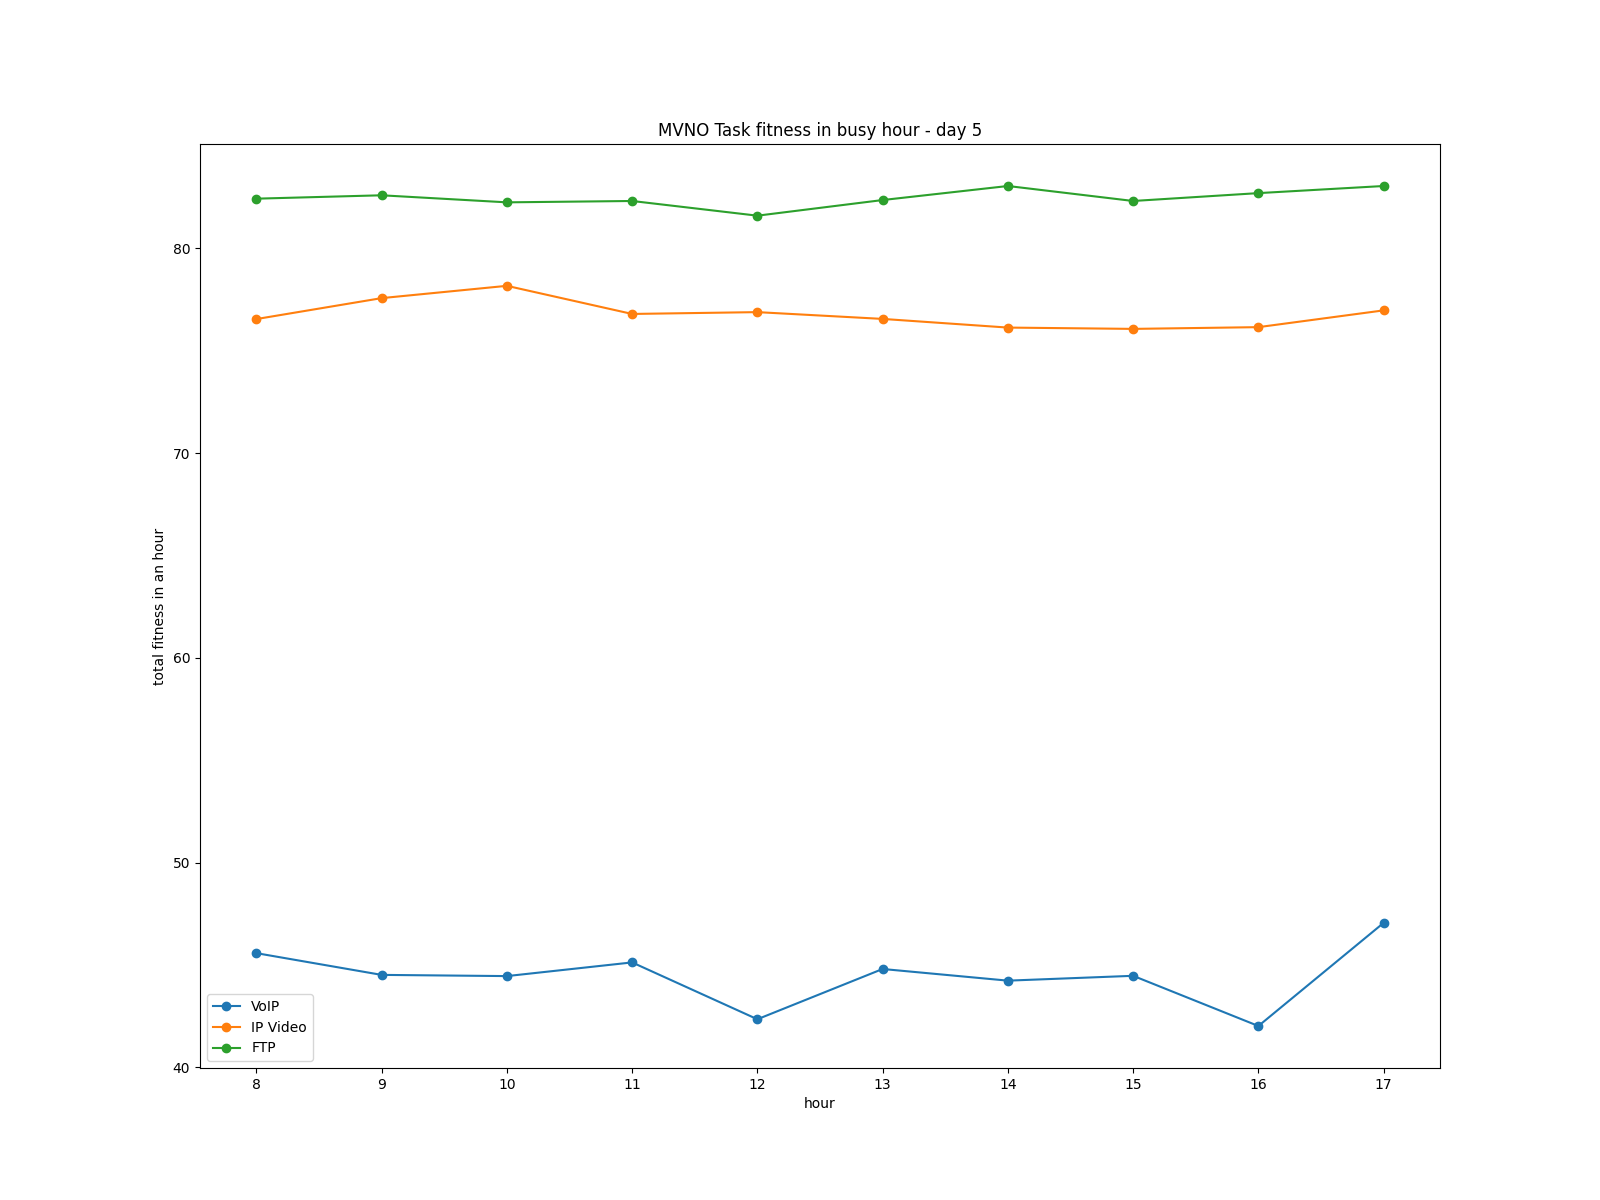 MVNO Task fitness in busy hour - day 5
80
70
60
50
40
total fitness in an hour
VoIP
IP Video
FTP
8 9 10 11 12 13 14 15 16 17
hour